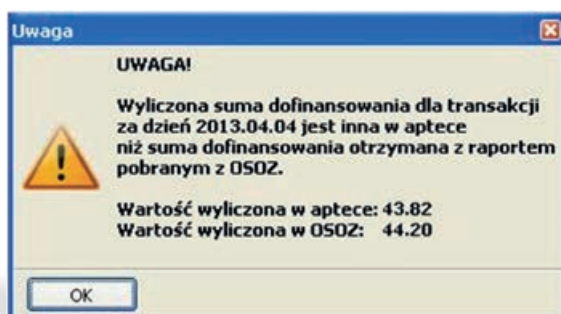 Uwaga
UWAGA!
Wyliczona suma dofinansowania dla transakcji
za dzień 2013.04.04 jest inna w aptece
niż suma dofinansowania otrzymana z raportem
pobranym z OSOZ.
Wartość wyliczona w aptece: 43.82
Wartość wyliczona w OSOZ: 44.20
OK